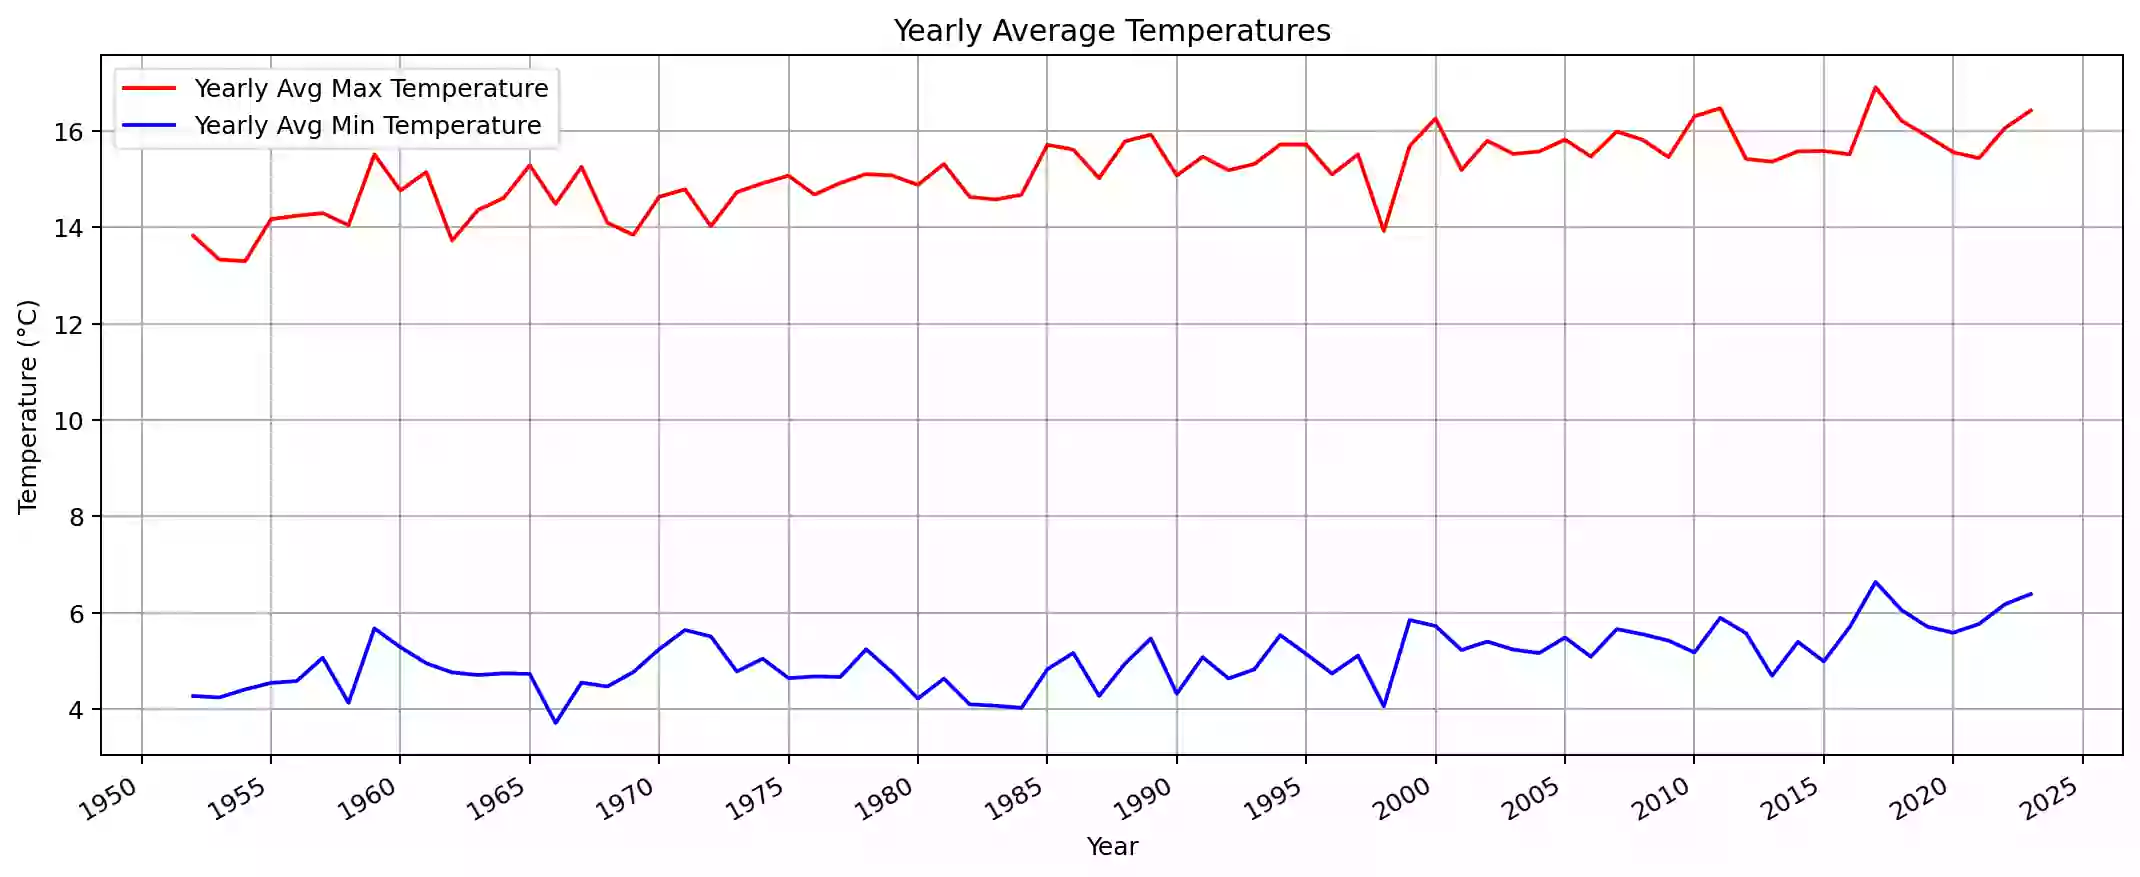 Yearly Average Temperatures
Yearly Avg Max Temperature
Yearly Avg Min Temperature
16
14
12
10
8
6
4
Temperature (°C)
1950 1955 1960 1965 1970 1975 1980 1985 1990 1995 2000 2005 2010 2015 2020 2025
Year